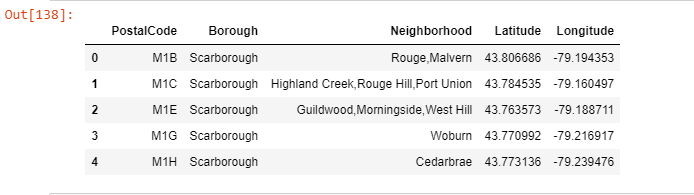 Out[138]:
PostalCode Borough Neighborhood Latitude Longitude
0 M1B Scarborough Rouge,Malvern 43.806686 -79.194353
1 M1C Scarborough Highland Creek,Rouge Hill,Port Union 43.784535 -79.160497
2 M1E Scarborough Guildwood,Morningside,West Hill 43.763573 -79.188711
3 M1G Scarborough Woburn 43.770992 -79.216917
4 M1H Scarborough Cedarbrae 43.773136 -79.239476